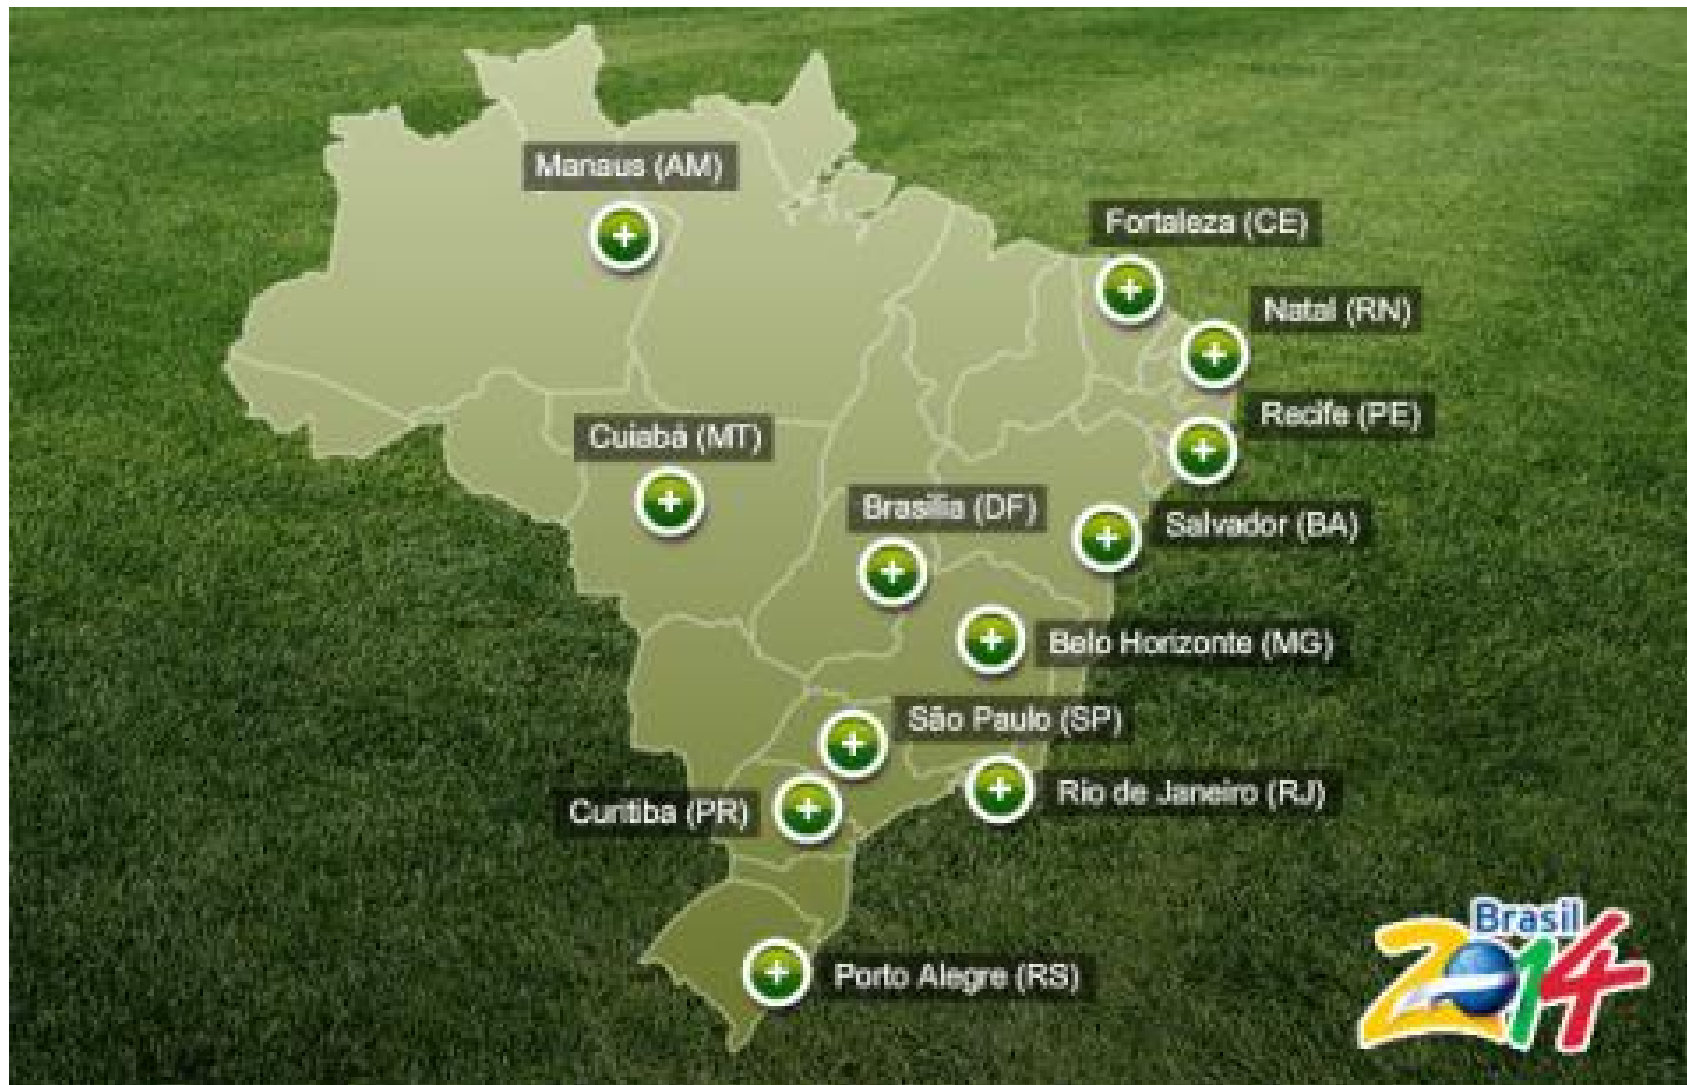 Manaus (AM)
Fortaleza (CE)
Natal (RN)
Recife (PE)
Cuiabá (MT)
Brasília (DF)
Salvador (BA)
Belo Horizonte (MG)
São Paulo (SP)
Rio de Janeiro (RJ)
Curitiba (PR)
Porto Alegre (RS)
Brasil
2014